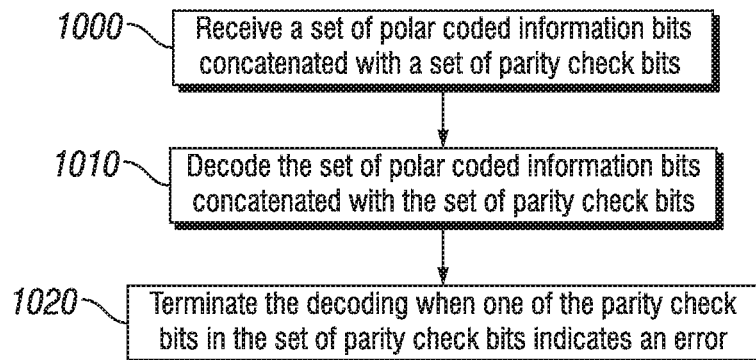 1000
Receive a set of polar coded information bits
concatenated with a set of parity check bits
1010
Decode the set of polar coded information bits
concatenated with the set of parity check bits
1020
Terminate the decoding when one of the parity check
bits in the set of parity check bits indicates an error